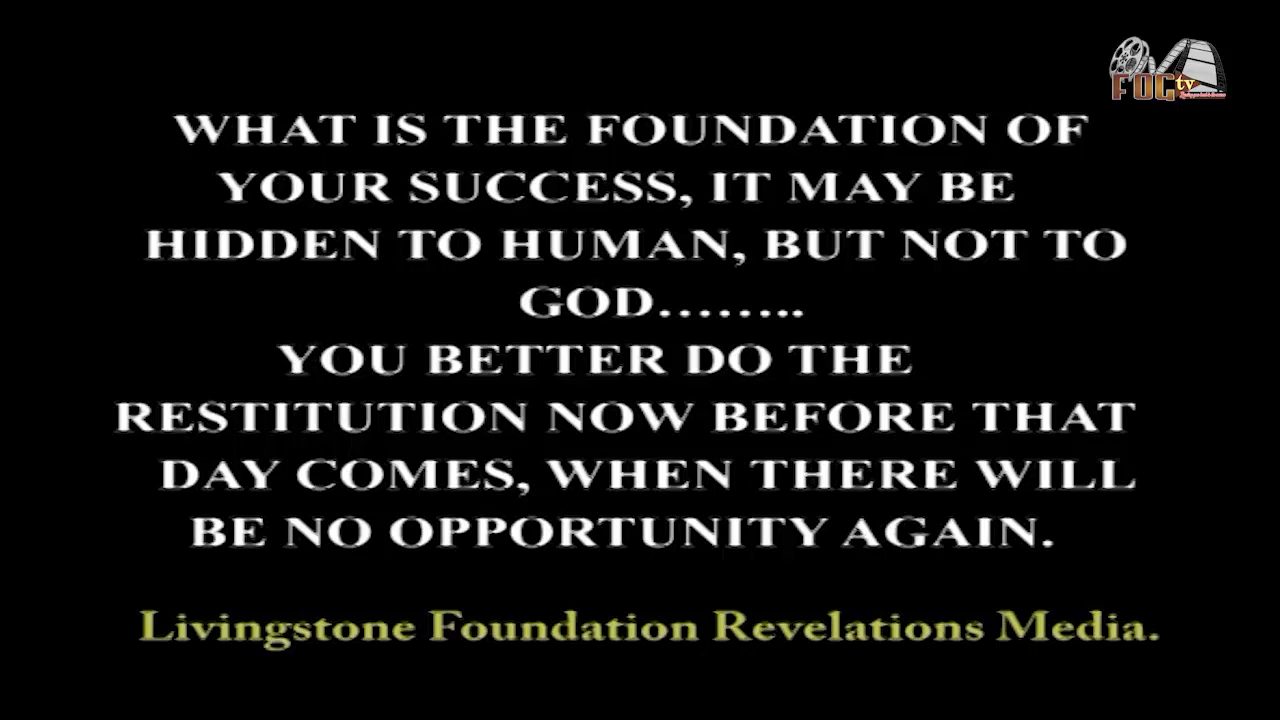 FOG tv
WHAT IS THE FOUNDATION OF
YOUR SUCCESS, IT MAY BE
HIDDEN TO HUMAN, BUT NOT TO
GOD........
YOU BETTER DO THE
RESTITUTION NOW BEFORE THAT
DAY COMES, WHEN THERE WILL
BE NO OPPORTUNITY AGAIN.
Livingstone Foundation Revelations Media.